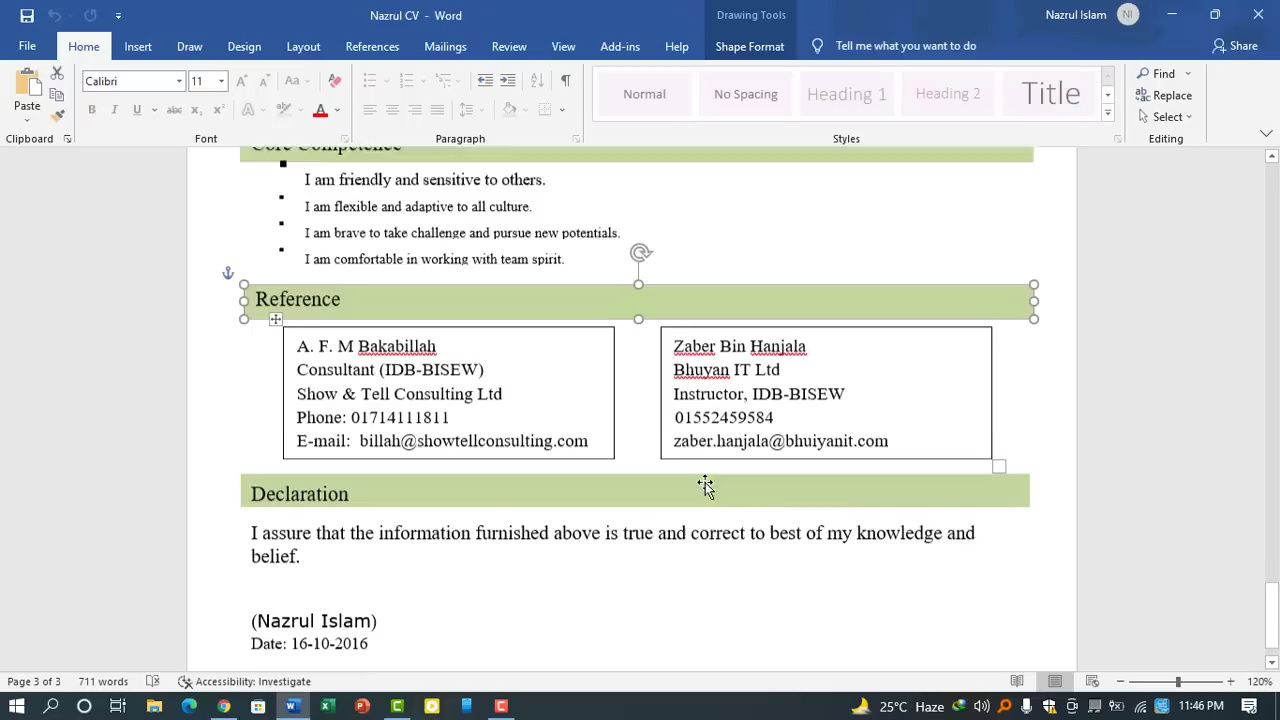 Nazrul CV - Word
Drawing Tools
Nazrul Islam NI
File Home Insert Draw Design Layout References Mailings Review View Add-ins Help Shape Format Tell me what you want to do Share
Calibri 11 Aa
Normal No Spacing Heading 1 Heading 2 Title
Find
Replace
Select
Paste
B I U abc x₂ x² A A
Clipboard Font Paragraph Styles Editing
Core Competence
I am friendly and sensitive to others.
I am flexible and adaptive to all culture.
I am brave to take challenge and pursue new potentials.
I am comfortable in working with team spirit.
Reference
A. F. M Bakabillah
Consultant (IDB-BISEW)
Show & Tell Consulting Ltd
Phone: 01714111811
E-mail: billah@showtellconsulting.com
Zaber Bin Hanjala
Bhuyan IT Ltd
Instructor, IDB-BISEW
01552459584
zaber.hanjala@bhuiyanit.com
Declaration
I assure that the information furnished above is true and correct to best of my knowledge and
belief.
(Nazrul Islam)
Date: 16-10-2016
Page 3 of 3 711 words Accessibility: Investigate 120%
25°C Haze 11:46 PM